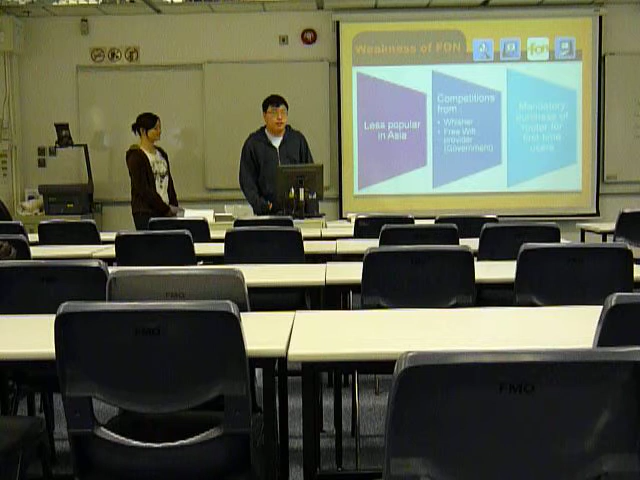 Weakness of FON
fon
Less popular
in Asia
Competitions
from
• Whisher
• Free Wifi
provider
(Government)
Mandatory
purchase of
router for
first time
users
FMO
FMO
FMO